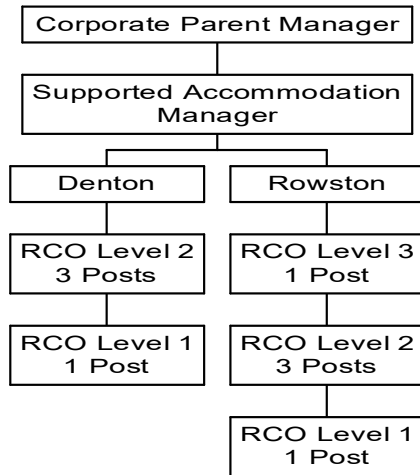 Corporate Parent Manager
Supported Accommodation
Manager
Denton
RCO Level 2
3 Posts
RCO Level 1
1 Post
Rowston
RCO Level 3
1 Post
RCO Level 2
3 Posts
RCO Level 1
1 Post